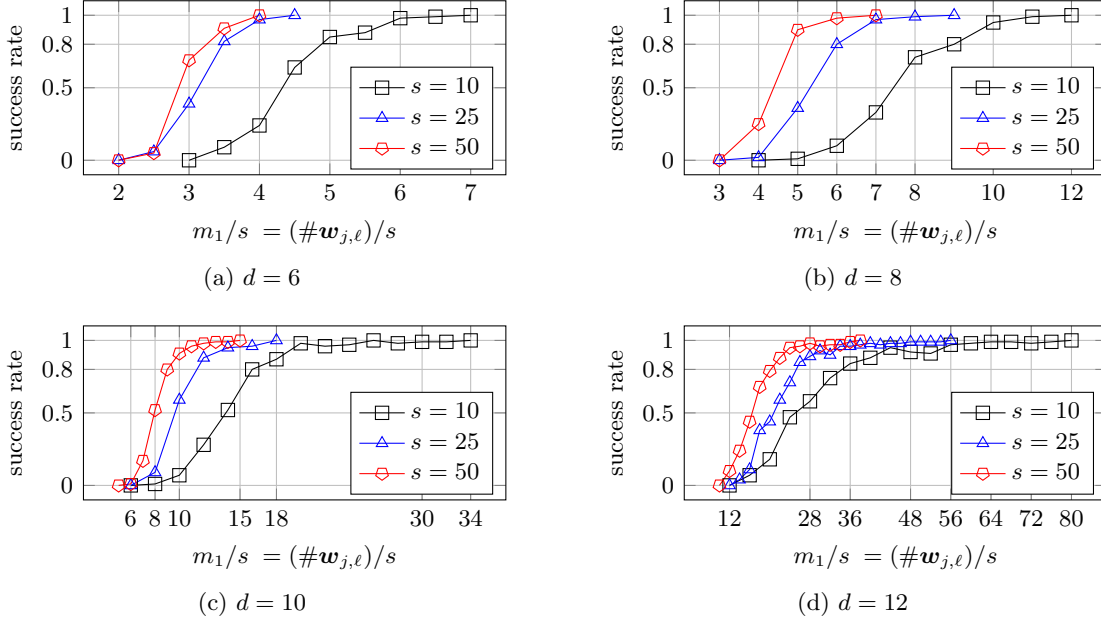 1
0.8
0.5
0
success rate
s = 10
s = 25
s = 50
2 3 4 5 6 7
m₁/s = (#𝒘ⱼ,ℓ)/s
(a) d = 6
1
0.8
0.5
0
success rate
s = 10
s = 25
s = 50
3 4 5 6 7 8 10 12
m₁/s = (#𝒘ⱼ,ℓ)/s
(b) d = 8
1
0.8
0.5
0
success rate
s = 10
s = 25
s = 50
6 8 10 15 18 30 34
m₁/s = (#𝒘ⱼ,ℓ)/s
(c) d = 10
1
0.8
0.5
0
success rate
s = 10
s = 25
s = 50
12 28 36 48 56 64 72 80
m₁/s = (#𝒘ⱼ,ℓ)/s
(d) d = 12